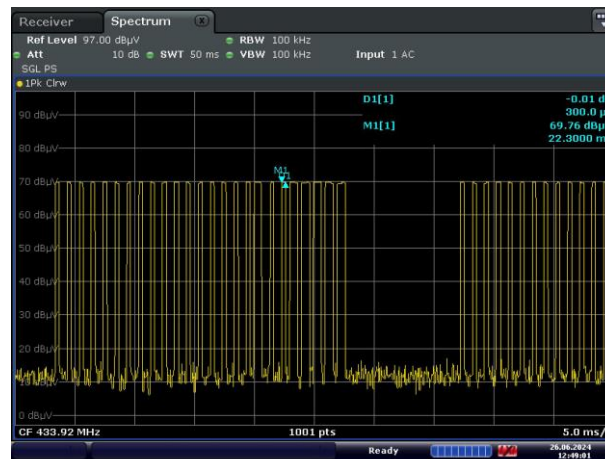 Receiver Spectrum
Ref Level 97.00 dBµV RBW 100 kHz
Att 10 dB SWT 50 ms VBW 100 kHz Input 1 AC
SGL PS
1Pk Clrw
D1[1] -0.01 d
300.0 µ
M1[1] 69.76 dBµ
22.3000 m
90 dBµV
80 dBµV
70 dBµV
M1
60 dBµV
50 dBµV
40 dBµV
30 dBµV
20 dBµV
0 dBµV
CF 433.92 MHz 1001 pts 5.0 ms/
Ready 26.06.2024
12:49:01